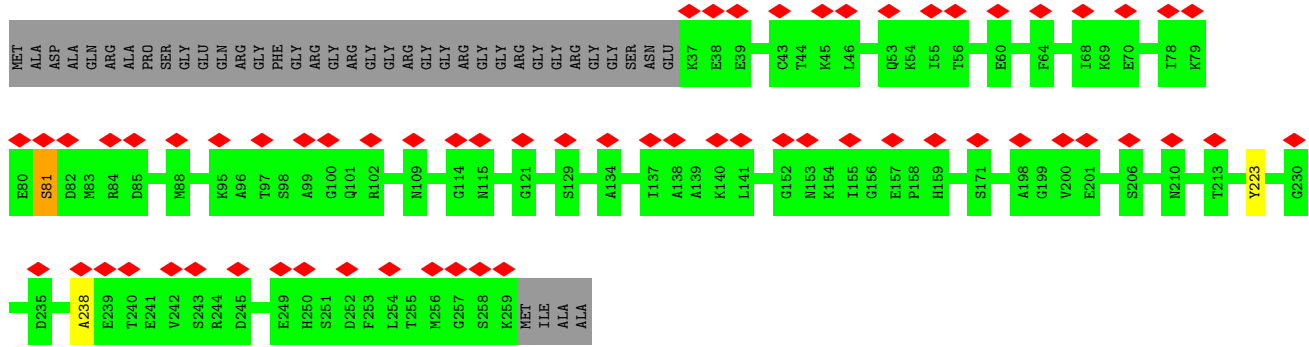 MET ALA ASP ALA GLN ARG ALA PRO SER GLY GLU GLN ARG GLY PHE GLY ARG GLY ARG GLY ARG GLY GLY ARG GLY ARG GLY GLY ARG GLY GLY ARG GLY GLY SER ASN GLU K37 E38 E39 C43 T44 K45 L46 Q53 K54 I55 T56 E60 F64 I68 K69 E70 I78 K79
E80 S81 D82 M83 R84 D85 M88 K95 A96 T97 S98 A99 G100 Q101 R102 N109 G114 N115 G121 S129 A134 I137 A138 A139 K140 L141 G152 N153 K154 I155 G156 E157 P158 H159 S171 A198 G199 V200 E201 S206 N210 T213 Y223 G230
D235 A238 E239 T240 E241 V242 S243 R244 D245 E249 H250 S251 D252 F253 L254 T255 M256 G257 S258 K259 MET ILE ALA ALA